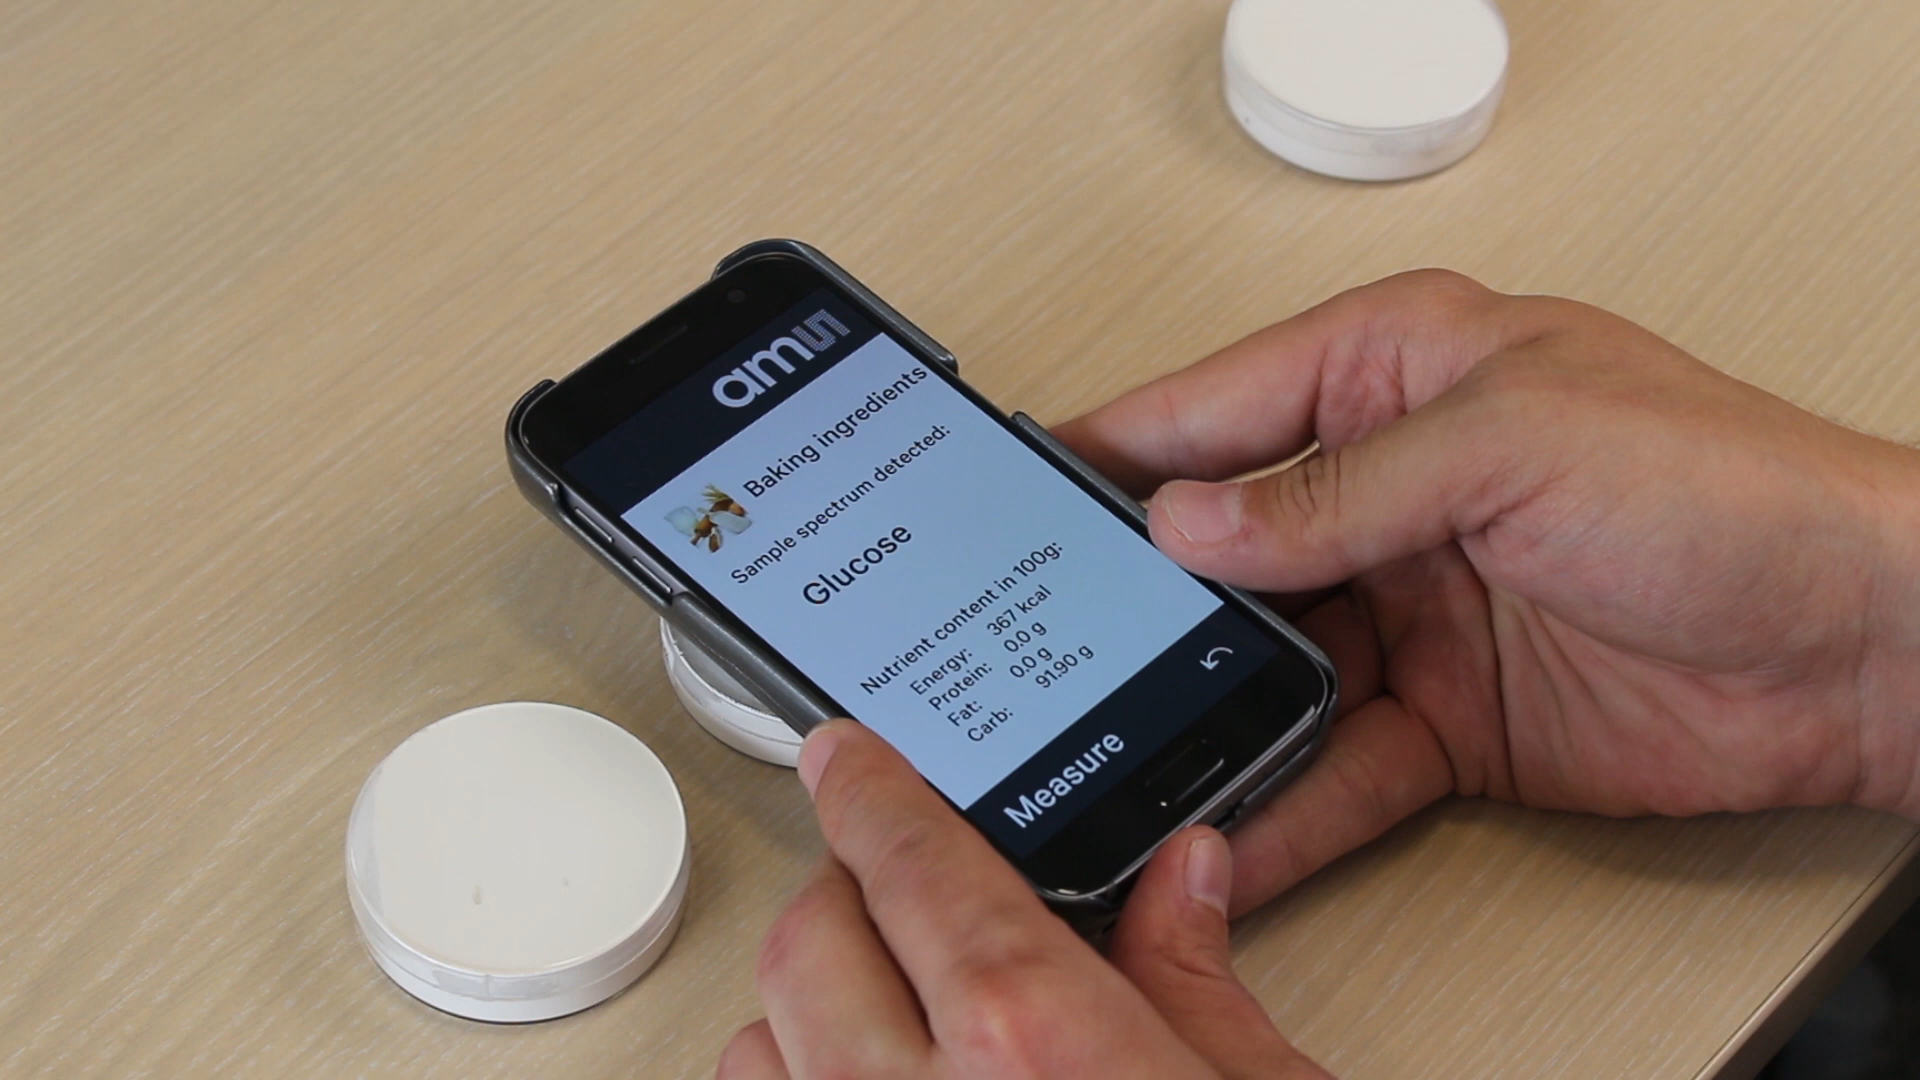 amu
Baking ingredients
Sample spectrum detected:
Glucose
Nutrient content in 100g:
Energy: 367 kcal
Protein: 0.0 g
Fat: 0.0 g
Carb: 91.90 g
Measure